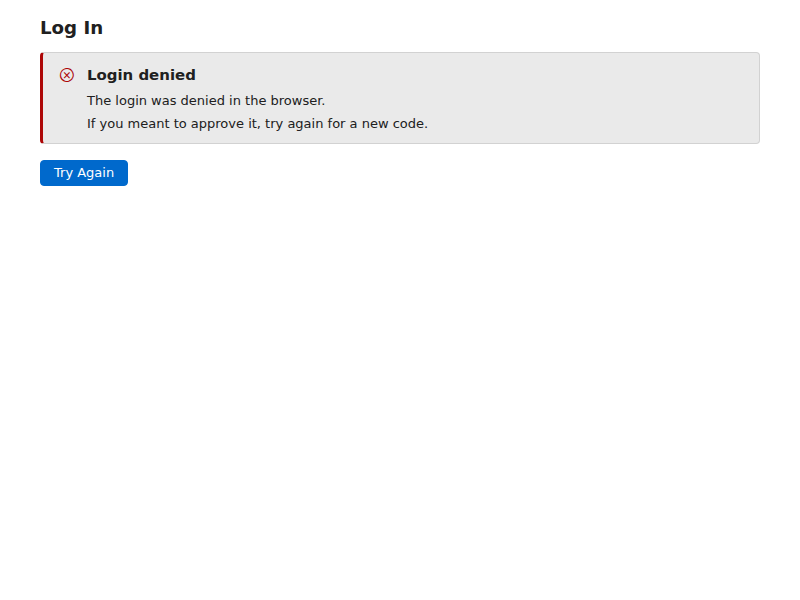 Log In
Login denied
The login was denied in the browser.
If you meant to approve it, try again for a new code.
Try Again